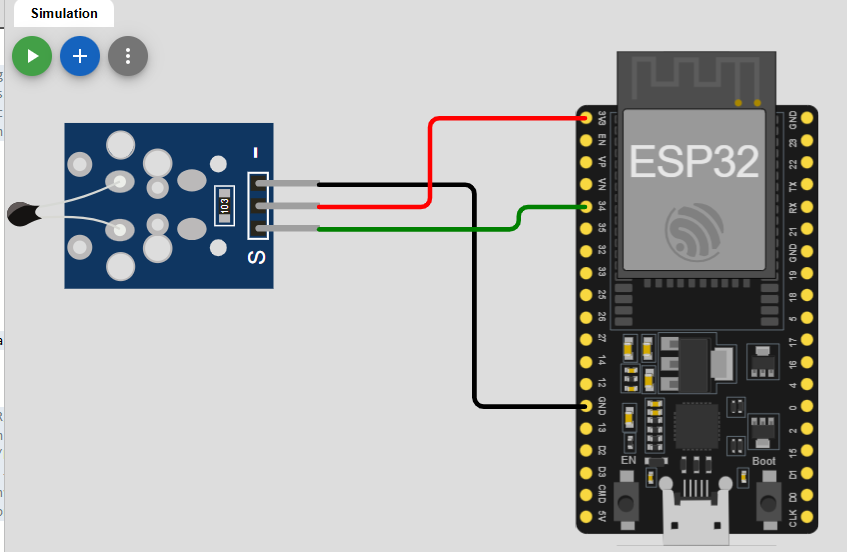 Simulation
103
-
S
ESP32
3V3
EN
VP
VN
34
35
32
33
25
26
27
14
12
GND
13
D2
D3
CMD
5V
GND
23
22
TX
RX
21
GND
19
18
5
17
16
4
0
2
15
D1
D0
CLK
EN
Boot